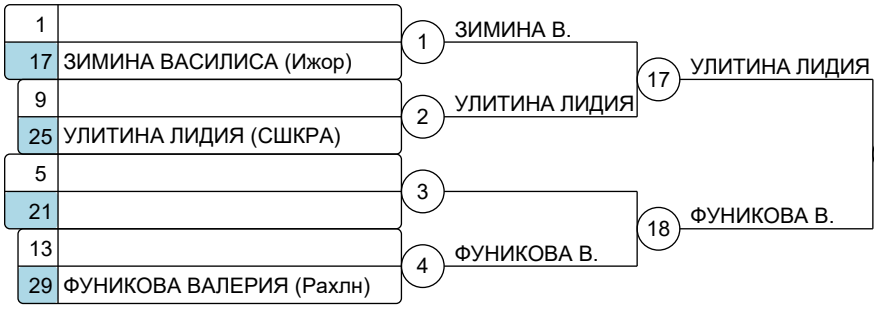 1
17 ЗИМИНА ВАСИЛИСА (Ижор)
9
25 УЛИТИНА ЛИДИЯ (СШКРА)
5
21
13
29 ФУНИКОВА ВАЛЕРИЯ (Рахлн)
1 ЗИМИНА В.
2 УЛИТИНА ЛИДИЯ
3
4 ФУНИКОВА В.
17 УЛИТИНА ЛИДИЯ
18 ФУНИКОВА В.